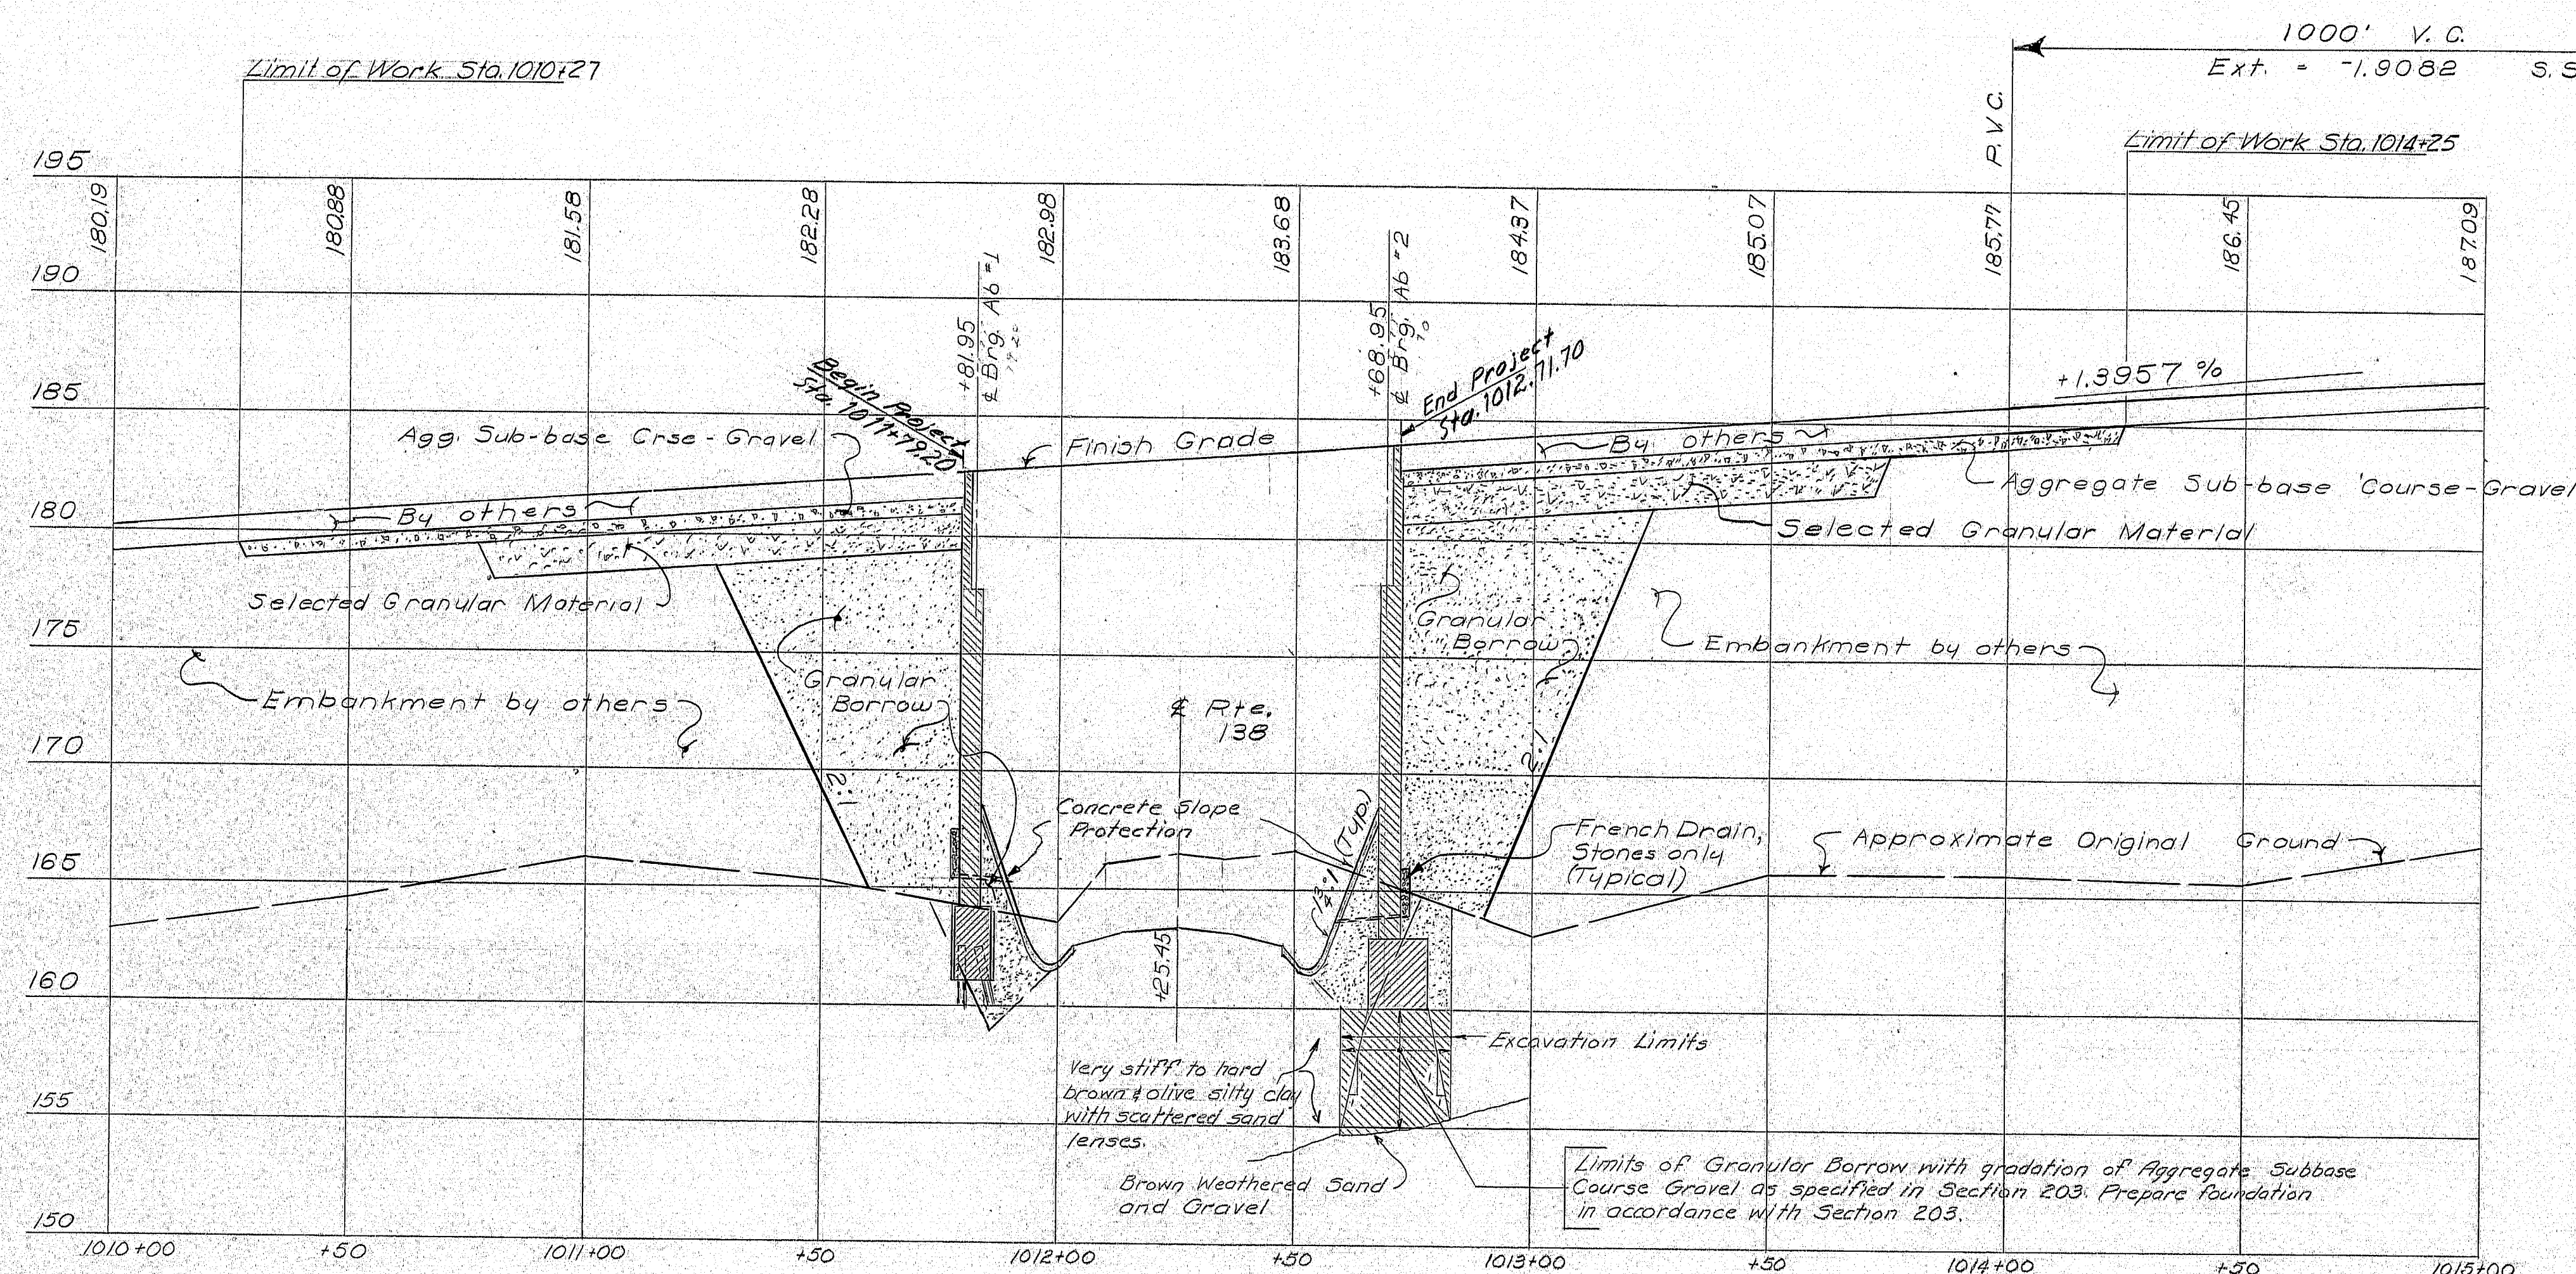 1000' V.C.
Ext. = -1.9082 S.S
P.V.C.
Limit of Work Sta. 1010+27
Limit of Work Sta. 1014+25
195
190
185
180
175
170
165
160
155
150
180.19
180.88
181.58
182.28
182.98
183.68
184.37
185.07
185.77
186.45
187.09
+81.95
℄ Brg. Ab #1
+68.95
℄ Brg. Ab #2
Begin Project
Sta. 1011+79.20
End Project
Sta. 1012.71.70
+1.3957 %
Agg. Sub-base Crse-Gravel
Finish Grade
By others
By others
Aggregate Sub-base Course-Gravel
Selected Granular Material
Selected Granular Material
Granular
Borrow
Granular
Borrow
Embankment by others
Embankment by others
℄ Rte.
138
2:1
2:1
Concrete Slope
Protection
1 3/4:1 (Typ.)
French Drain,
Stones only
(Typical)
Approximate Original Ground
+25.45
Excavation Limits
Very stiff to hard
brown & olive silty clay
with scattered sand
lenses.
Brown Weathered Sand
and Gravel
Limits of Granular Borrow with gradation of Aggregate Subbase
Course Gravel as specified in Section 203. Prepare foundation
in accordance with Section 203.
1010+00
+50
1011+00
+50
1012+00
+50
1013+00
+50
1014+00
+50
1015+00